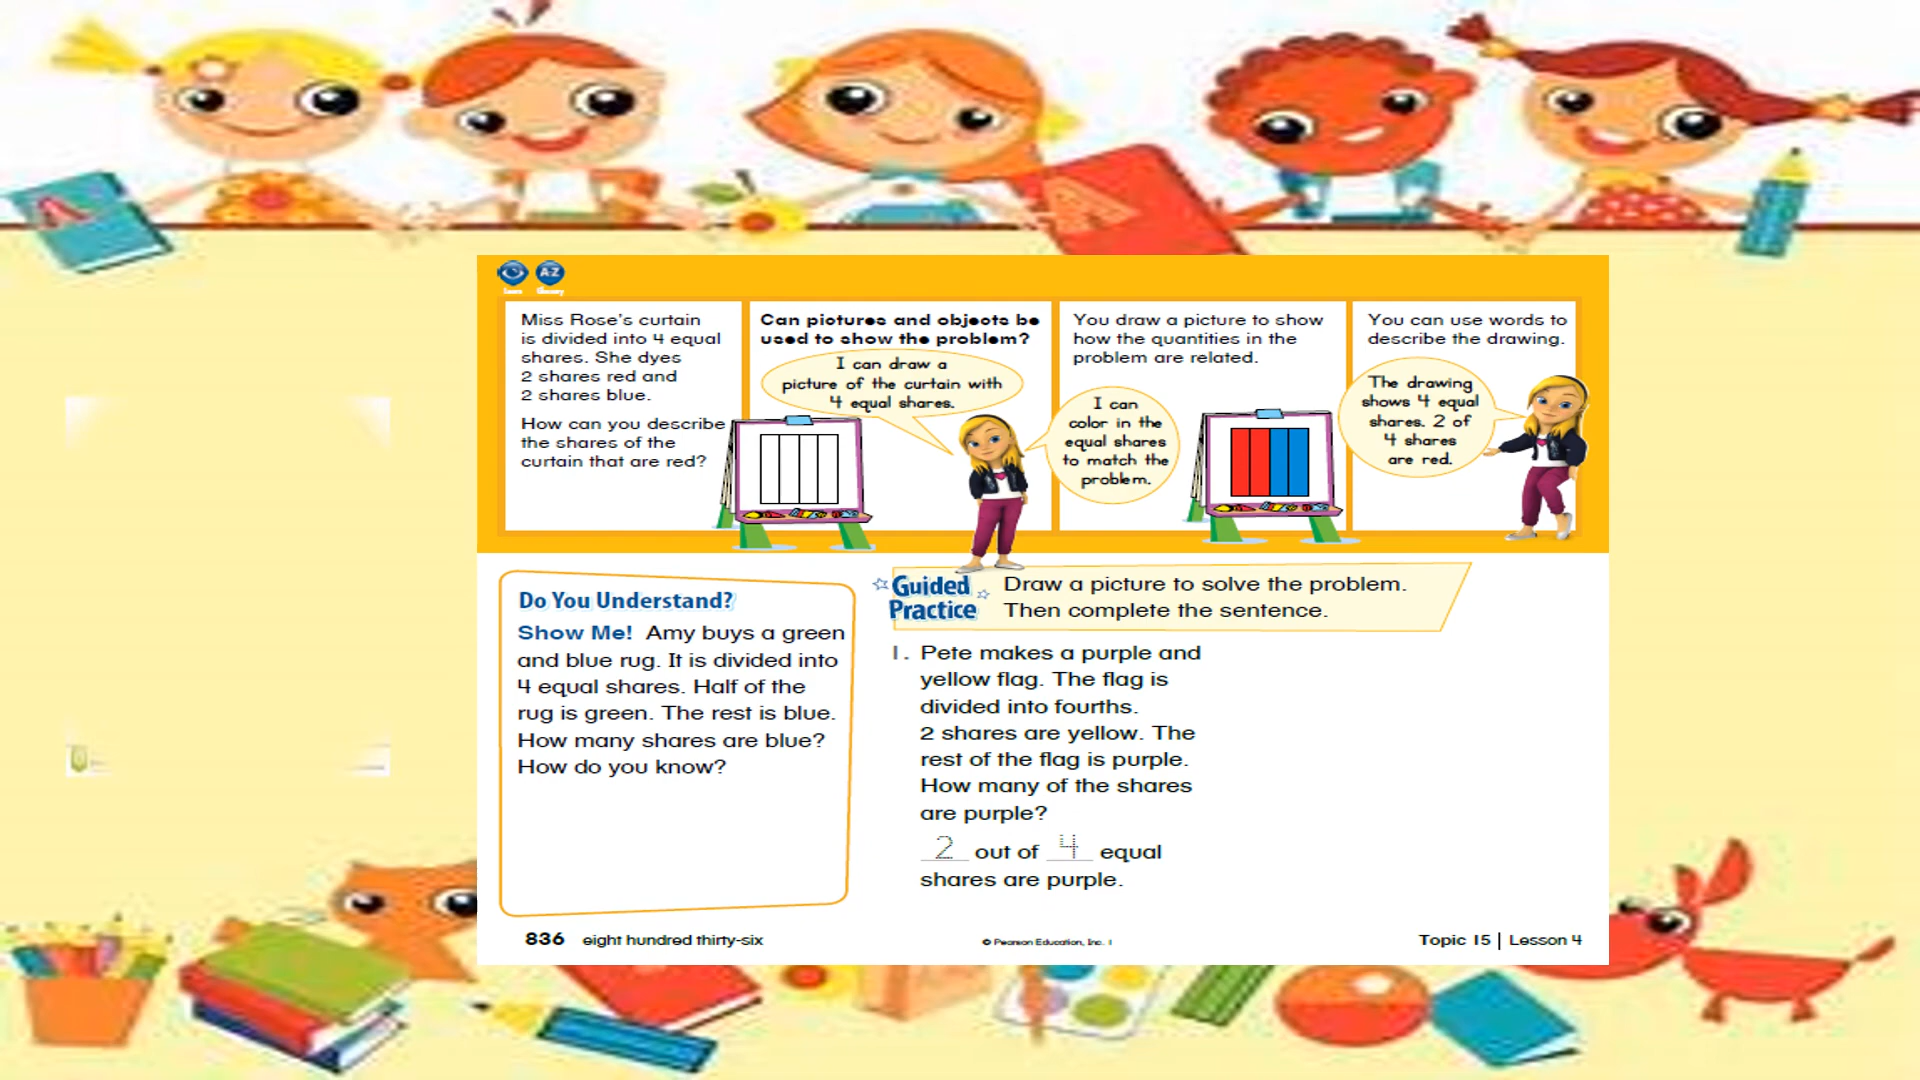 A-Z
Learn
Glossary
Miss Rose's curtain
is divided into 4 equal
shares. She dyes
2 shares red and
2 shares blue.
How can you describe
the shares of the
curtain that are red?
Can pictures and objects be
used to show the problem?
I can draw a
picture of the curtain with
4 equal shares.
You draw a picture to show
how the quantities in the
problem are related.
I can
color in the
equal shares
to match the
problem.
You can use words to
describe the drawing.
The drawing
shows 4 equal
shares. 2 of
4 shares
are red.
Do You Understand?
Show Me! Amy buys a green
and blue rug. It is divided into
4 equal shares. Half of the
rug is green. The rest is blue.
How many shares are blue?
How do you know?
Guided
Practice
Draw a picture to solve the problem.
Then complete the sentence.
1. Pete makes a purple and
yellow flag. The flag is
divided into fourths.
2 shares are yellow. The
rest of the flag is purple.
How many of the shares
are purple?
2 out of 4 equal
shares are purple.
836 eight hundred thirty-six
© Pearson Education, Inc. 1
Topic 15 | Lesson 4
A
A